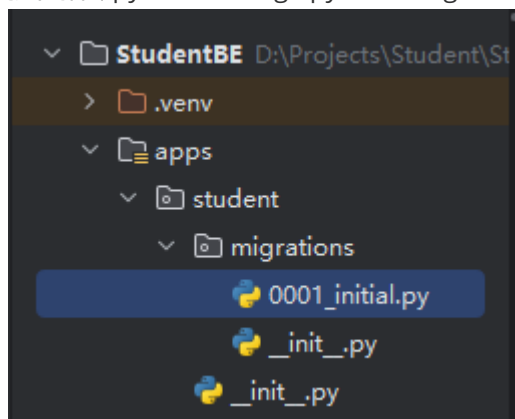 StudentBE D:\Projects\Student\St
.venv
apps
student
migrations
0001_initial.py
__init__.py
__init__.py